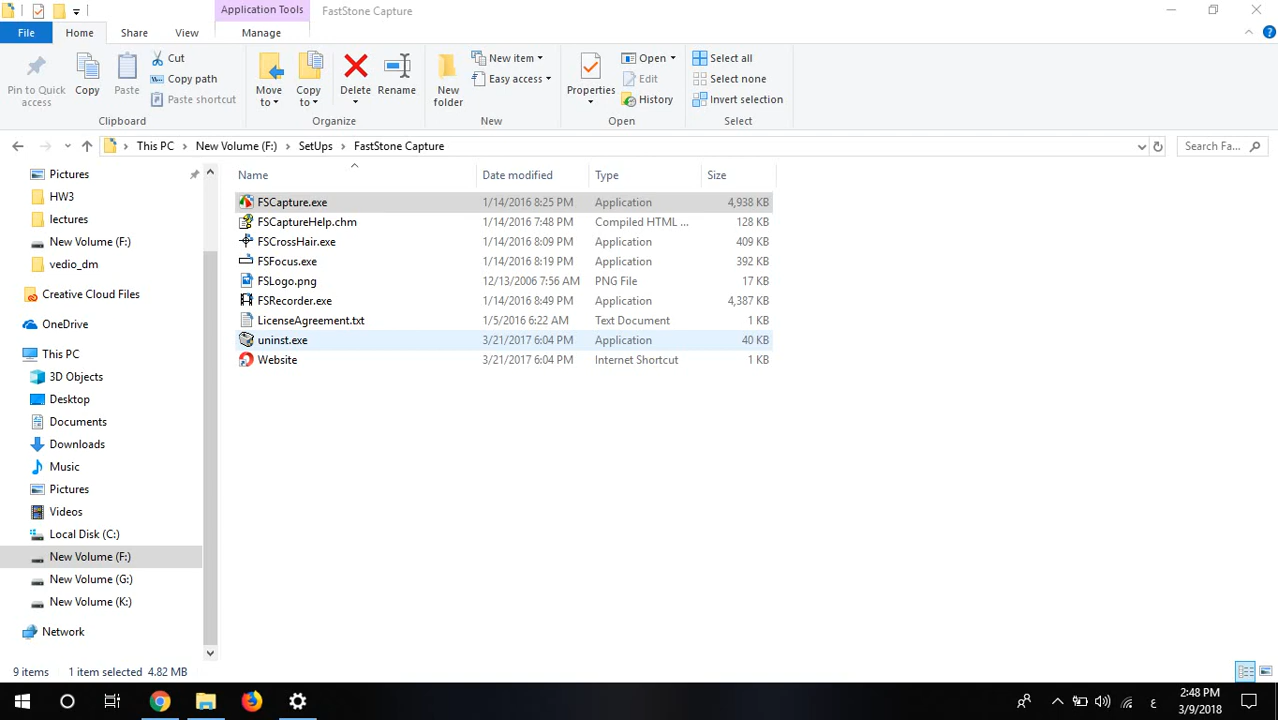 Application Tools
FastStone Capture
File
Home
Share
View
Manage
Pin to Quick access
Copy
Paste
Cut
Copy path
Paste shortcut
Move to
Copy to
Delete
Rename
New folder
New item
Easy access
Properties
Open
Edit
History
Select all
Select none
Invert selection
Clipboard
Organize
New
Open
Select
This PC
New Volume (F:)
SetUps
FastStone Capture
Search Fa...
Name
Date modified
Type
Size
FSCapture.exe 1/14/2016 8:25 PM Application 4,938 KB
FSCaptureHelp.chm 1/14/2016 7:48 PM Compiled HTML ... 128 KB
FSCrossHair.exe 1/14/2016 8:09 PM Application 409 KB
FSFocus.exe 1/14/2016 8:19 PM Application 392 KB
FSLogo.png 12/13/2006 7:56 AM PNG File 17 KB
FSRecorder.exe 1/14/2016 8:49 PM Application 4,387 KB
LicenseAgreement.txt 1/5/2016 6:22 AM Text Document 1 KB
uninst.exe 3/21/2017 6:04 PM Application 40 KB
Website 3/21/2017 6:04 PM Internet Shortcut 1 KB
Pictures
HW3
lectures
New Volume (F:)
vedio_dm
Creative Cloud Files
OneDrive
This PC
3D Objects
Desktop
Documents
Downloads
Music
Pictures
Videos
Local Disk (C:)
New Volume (F:)
New Volume (G:)
New Volume (K:)
Network
9 items
1 item selected 4.82 MB
ع
2:48 PM
3/9/2018